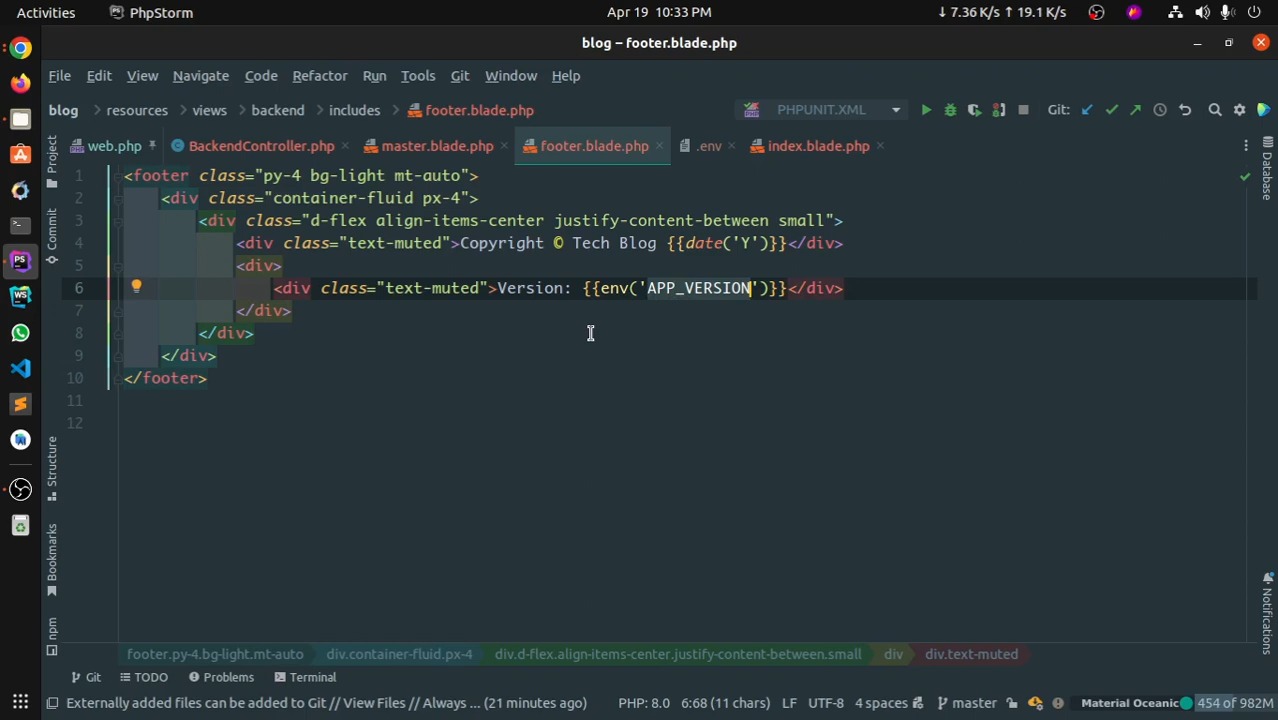 Activities PhpStorm Apr 19 10:33 PM ↓ 7.36 K/s ↑ 19.1 K/s
blog – footer.blade.php
File Edit View Navigate Code Refactor Run Tools Git Window Help
blog resources views backend includes footer.blade.php PHPUNIT.XML Git:
web.php BackendController.php master.blade.php footer.blade.php .env index.blade.php
Project
Commit
Structure
Bookmarks
npm
1 <footer class="py-4 bg-light mt-auto">
2 <div class="container-fluid px-4">
3 <div class="d-flex align-items-center justify-content-between small">
4 <div class="text-muted">Copyright © Tech Blog {{date('Y')}}</div>
5 <div>
6 <div class="text-muted">Version: {{env('APP_VERSION')}}</div>
7 </div>
8 </div>
9 </div>
10 </footer>
11
12
Database
Notifications
footer.py-4.bg-light.mt-auto div.container-fluid.px-4 div.d-flex.align-items-center.justify-content-between.small div div.text-muted
Git TODO Problems Terminal
Externally added files can be added to Git // View Files // Always ... (21 minutes ago) PHP: 8.0 6:68 (11 chars) LF UTF-8 4 spaces master Material Oceanic 454 of 982M